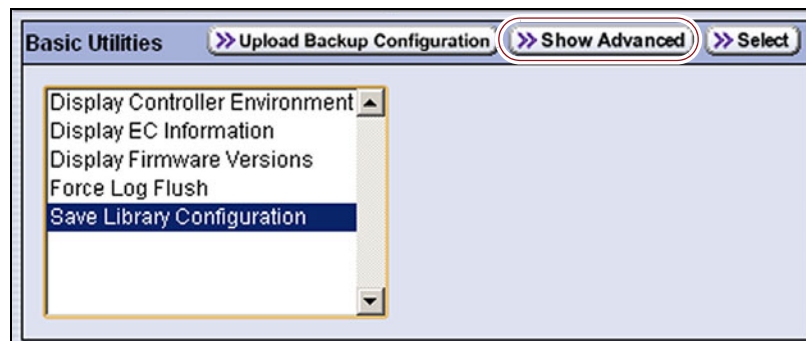 Basic Utilities >> Upload Backup Configuration >> Show Advanced >> Select
Display Controller Environment
Display EC Information
Display Firmware Versions
Force Log Flush
Save Library Configuration